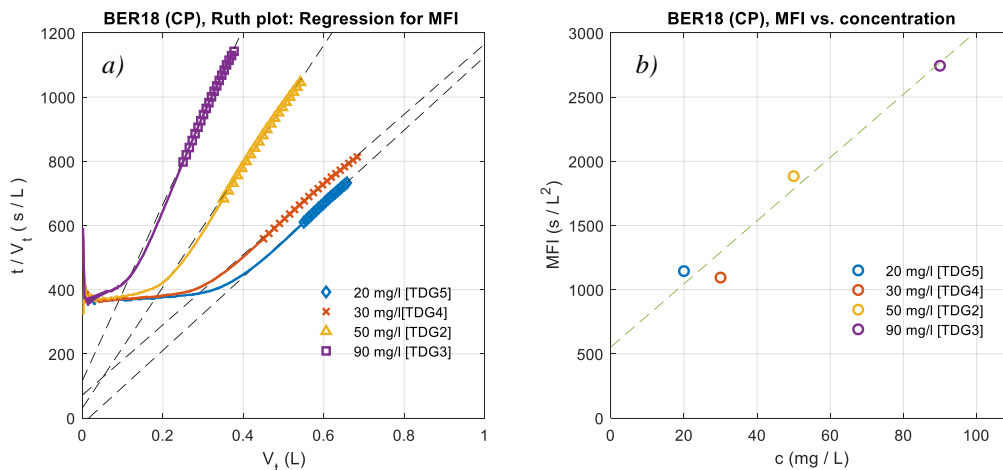 BER18 (CP), Ruth plot: Regression for MFI
a)
t / V_t ( s / L )
1200
1000
800
600
400
200
0
0
0.2
0.4
0.6
0.8
1
V_t (L)
20 mg/l [TDG5]
30 mg/l[TDG4]
50 mg/l [TDG2]
90 mg/l [TDG3]
BER18 (CP), MFI vs. concentration
b)
MFI (s / L²)
3000
2500
2000
1500
1000
500
0
0
20
40
60
80
100
c (mg / L)
20 mg/l [TDG5]
30 mg/l [TDG4]
50 mg/l [TDG2]
90 mg/l [TDG3]